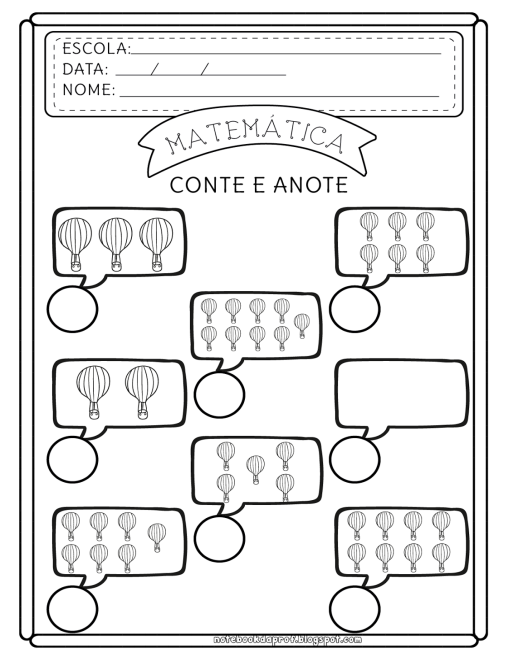 ESCOLA:
DATA: / /
NOME:
MATEMÁTICA
CONTE E ANOTE
notebookdaprof.blogspot.com